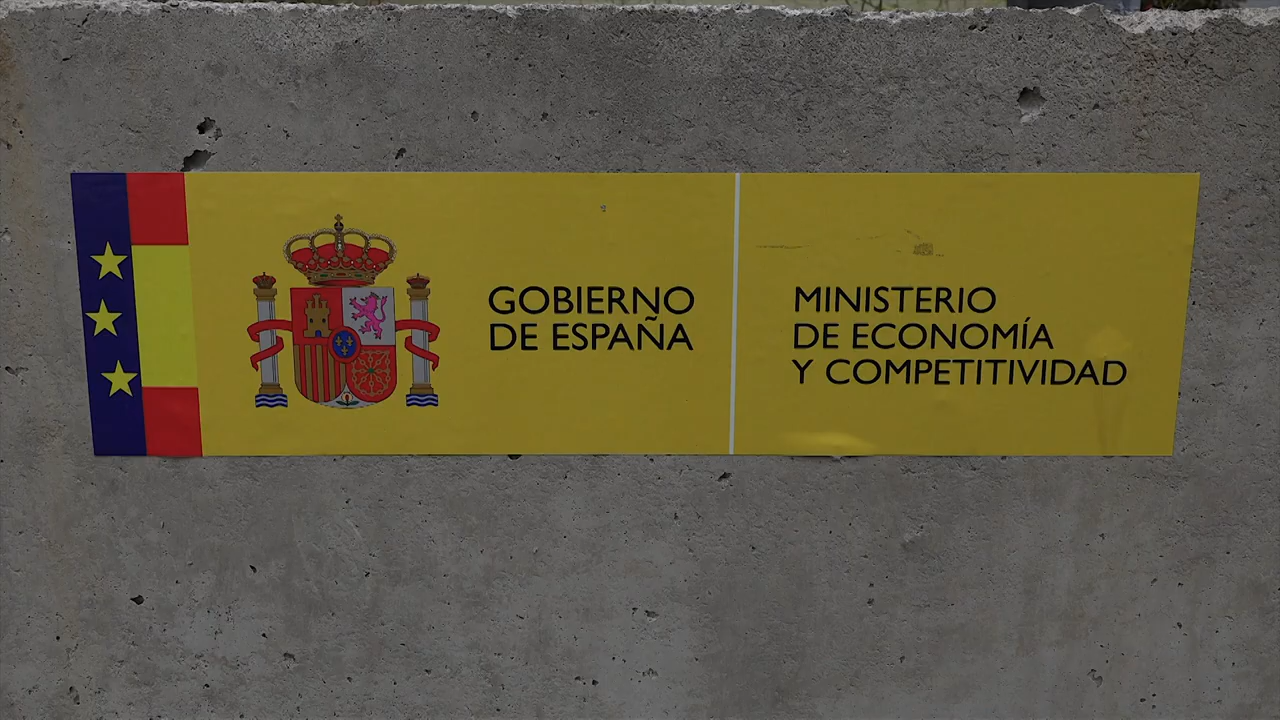 GOBIERNO
DE ESPAÑA
MINISTERIO
DE ECONOMÍA
Y COMPETITIVIDAD